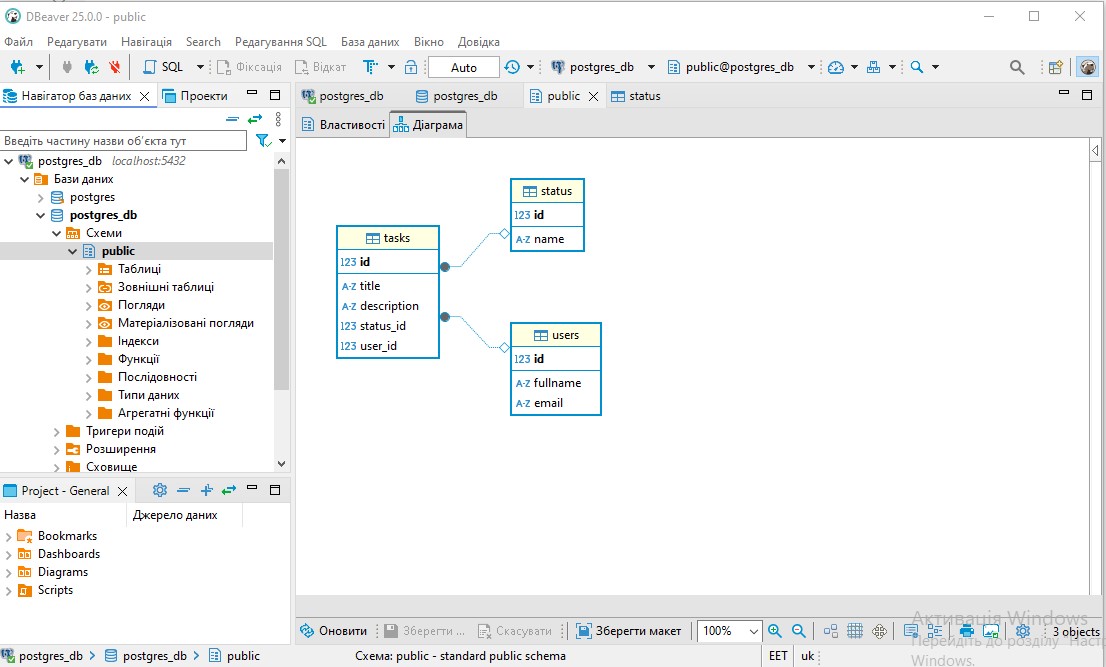 DBeaver 25.0.0 - public
Файл Редагувати Навігація Search Редагування SQL База даних Вікно Довідка
SQL Фіксація Відкат Auto postgres_db public@postgres_db
Навігатор баз даних Проекти
postgres_db postgres_db public status
Властивості Діаграма
Введіть частину назви об'єкта тут
postgres_db localhost:5432
Бази даних
postgres
postgres_db
Схеми
public
Таблиці
Зовнішні таблиці
Погляди
Матеріалізовані погляди
Індекси
Функції
Послідовності
Типи даних
Агрегатні функції
Тригери подій
Розширення
Сховище
status
123 id
A-Z name
tasks
123 id
A-Z title
A-Z description
123 status_id
123 user_id
users
123 id
A-Z fullname
A-Z email
Project - General
Назва Джерело даних
Bookmarks
Dashboards
Diagrams
Scripts
Активація Windows
Оновити Зберегти ... Скасувати Зберегти макет 100% 3 objects
Перейдіть до розділу
Windows.
postgres_db postgres_db public Схема: public - standard public schema EET uk